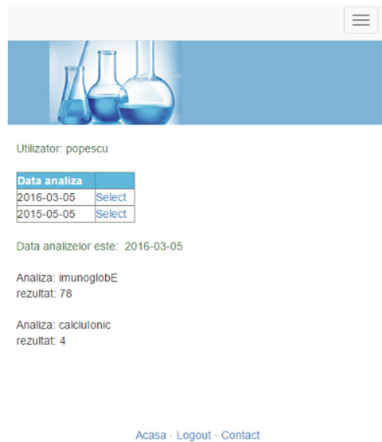 Utilizator: popescu
Data analiza
2016-03-05 Select
2015-05-05 Select
Data analizelor este: 2016-03-05
Analiza: imunoglobE
rezultat: 78
Analiza: calciuIonic
rezultat: 4
Acasa - Logout - Contact